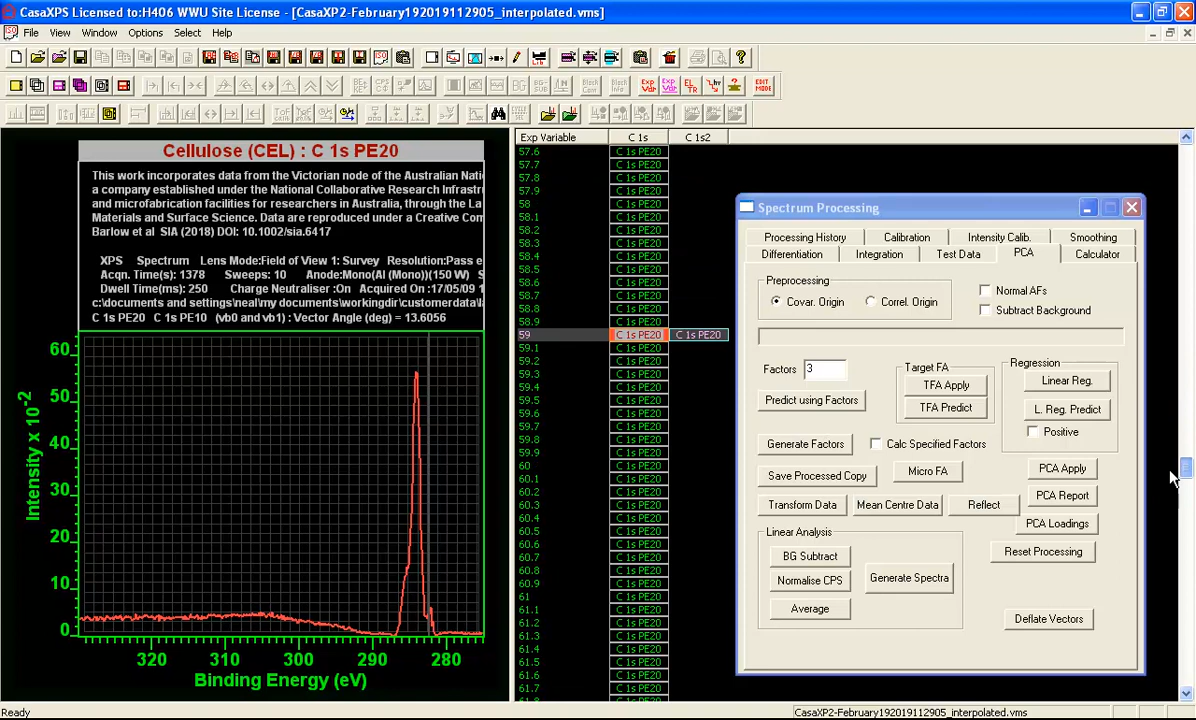 CasaXPS Licensed to:H406 WWU Site License - [CasaXP2-February192019112905_interpolated.vms]
File View Window Options Select Help
Cellulose (CEL) : C 1s PE20
This work incorporates data from the Victorian node of the Australian Nati
a company established under the National Collaborative Research Infrastru
and microfabrication facilities for researchers in Australia, through the La
Materials and Surface Science. Data are reproduced under a Creative Com
Barlow et al SIA (2018) DOI: 10.1002/sia.6417
XPS Spectrum Lens Mode:Field of View 1: Survey Resolution:Pass e
Acqn. Time(s): 1378 Sweeps: 10 Anode:Mono(Al (Mono))(150 W) S
Dwell Time(ms): 250 Charge Neutraliser :On Acquired On :17/05/09 1
c:\documents and settings\neal\my documents\workingdir\customerdata\
C 1s PE20 C 1s PE10 (vb0 and vb1) : Vector Angle (deg) = 13.6056
Intensity x 10-2
60
50
40
30
20
10
0
320 310 300 290 280
Binding Energy (eV)
Exp Variable C 1s C 1s2
57.6 C 1s PE20
57.7 C 1s PE20
57.8 C 1s PE20
57.9 C 1s PE20
58 C 1s PE20
58.1 C 1s PE20
58.2 C 1s PE20
58.3 C 1s PE20
58.4 C 1s PE20
58.5 C 1s PE20
58.6 C 1s PE20
58.7 C 1s PE20
58.8 C 1s PE20
58.9 C 1s PE20
59 C 1s PE20 C 1s PE20
59.1 C 1s PE20
59.2 C 1s PE20
59.3 C 1s PE20
59.4 C 1s PE20
59.5 C 1s PE20
59.6 C 1s PE20
59.7 C 1s PE20
59.8 C 1s PE20
59.9 C 1s PE20
60 C 1s PE20
60.1 C 1s PE20
60.2 C 1s PE20
60.3 C 1s PE20
60.4 C 1s PE20
60.5 C 1s PE20
60.6 C 1s PE20
60.7 C 1s PE20
60.8 C 1s PE20
60.9 C 1s PE20
61 C 1s PE20
61.1 C 1s PE20
61.2 C 1s PE20
61.3 C 1s PE20
61.4 C 1s PE20
61.5 C 1s PE20
61.6 C 1s PE20
61.7 C 1s PE20
61.8 C 1s PE20
Spectrum Processing
Processing History Calibration Intensity Calib. Smoothing
Differentiation Integration Test Data PCA Calculator
Preprocessing
Covar. Origin Correl. Origin
Normal AFs
Subtract Background
Factors 3
Predict using Factors
Target FA
TFA Apply
TFA Predict
Regression
Linear Reg.
L. Reg. Predict
Positive
Generate Factors Calc Specified Factors
Save Processed Copy Micro FA
PCA Apply
Transform Data Mean Centre Data Reflect
PCA Report
PCA Loadings
Linear Analysis
BG Subtract
Normalise CPS
Average
Generate Spectra
Reset Processing
Deflate Vectors
Ready CasaXP2-February192019112905_interpolated.vms